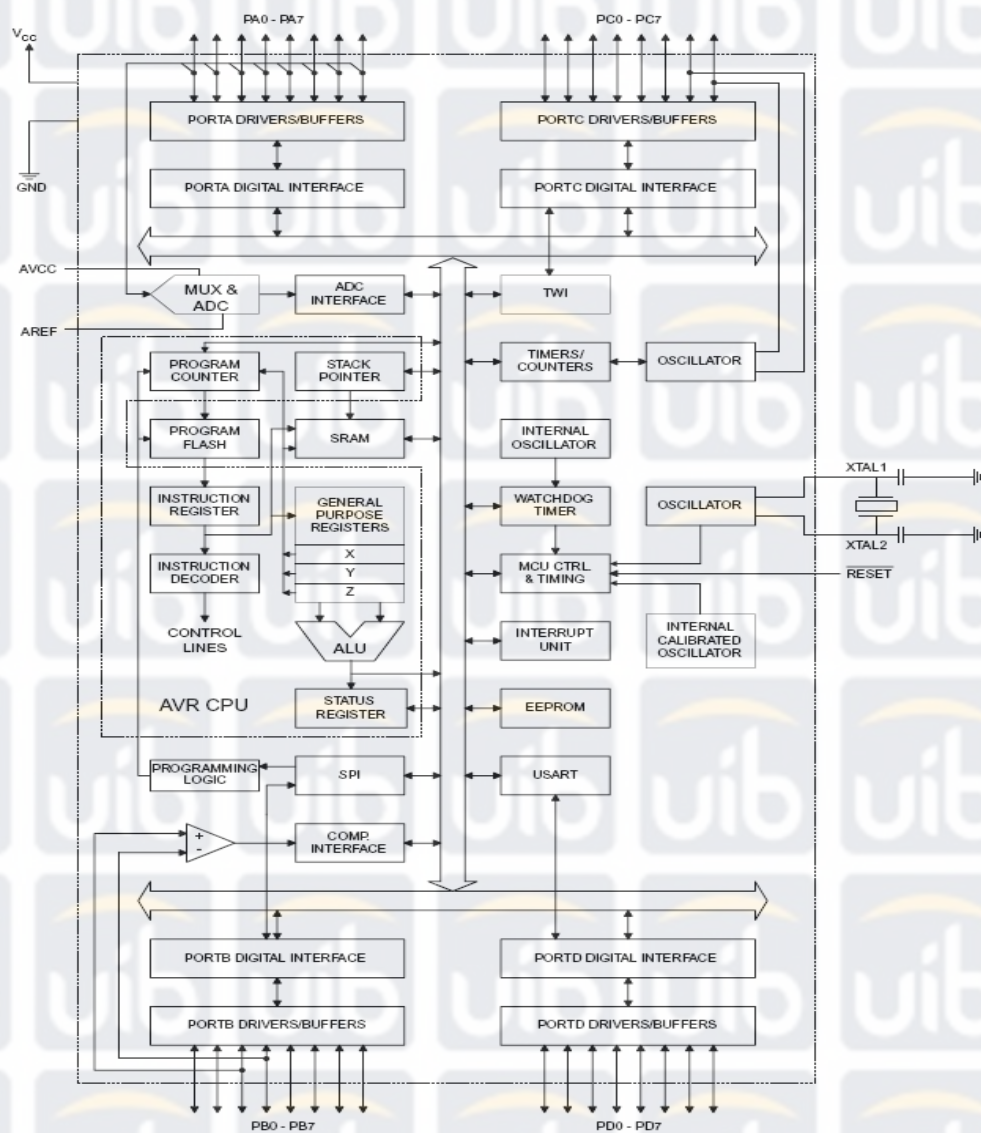 PA0 - PA7
PC0 - PC7
VCC
PORTA DRIVERS/BUFFERS
PORTC DRIVERS/BUFFERS
GND
PORTA DIGITAL INTERFACE
PORTC DIGITAL INTERFACE
AVCC
MUX &
ADC
ADC
INTERFACE
TWI
AREF
PROGRAM
COUNTER
STACK
POINTER
TIMERS/
COUNTERS
OSCILLATOR
PROGRAM
FLASH
SRAM
INTERNAL
OSCILLATOR
XTAL1
INSTRUCTION
REGISTER
GENERAL
PURPOSE
REGISTERS
WATCHDOG
TIMER
OSCILLATOR
XTAL2
X
Y
Z
INSTRUCTION
DECODER
MCU CTRL
& TIMING
RESET
CONTROL
LINES
ALU
INTERRUPT
UNIT
INTERNAL
CALIBRATED
OSCILLATOR
AVR CPU
STATUS
REGISTER
EEPROM
PROGRAMMING
LOGIC
SPI
USART
+
-
COMP.
INTERFACE
PORTB DIGITAL INTERFACE
PORTD DIGITAL INTERFACE
PORTB DRIVERS/BUFFERS
PORTD DRIVERS/BUFFERS
PB0 - PB7
PD0 - PD7
uib